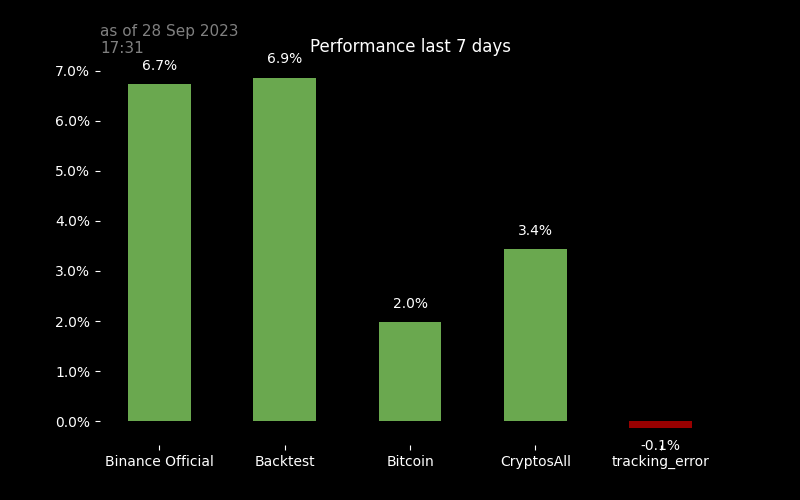 as of 28 Sep 2023
17:31
Performance last 7 days
7.0%
6.0%
5.0%
4.0%
3.0%
2.0%
1.0%
0.0%
6.7%
6.9%
2.0%
3.4%
-0.1%
Binance Official
Backtest
Bitcoin
CryptosAll
tracking_error